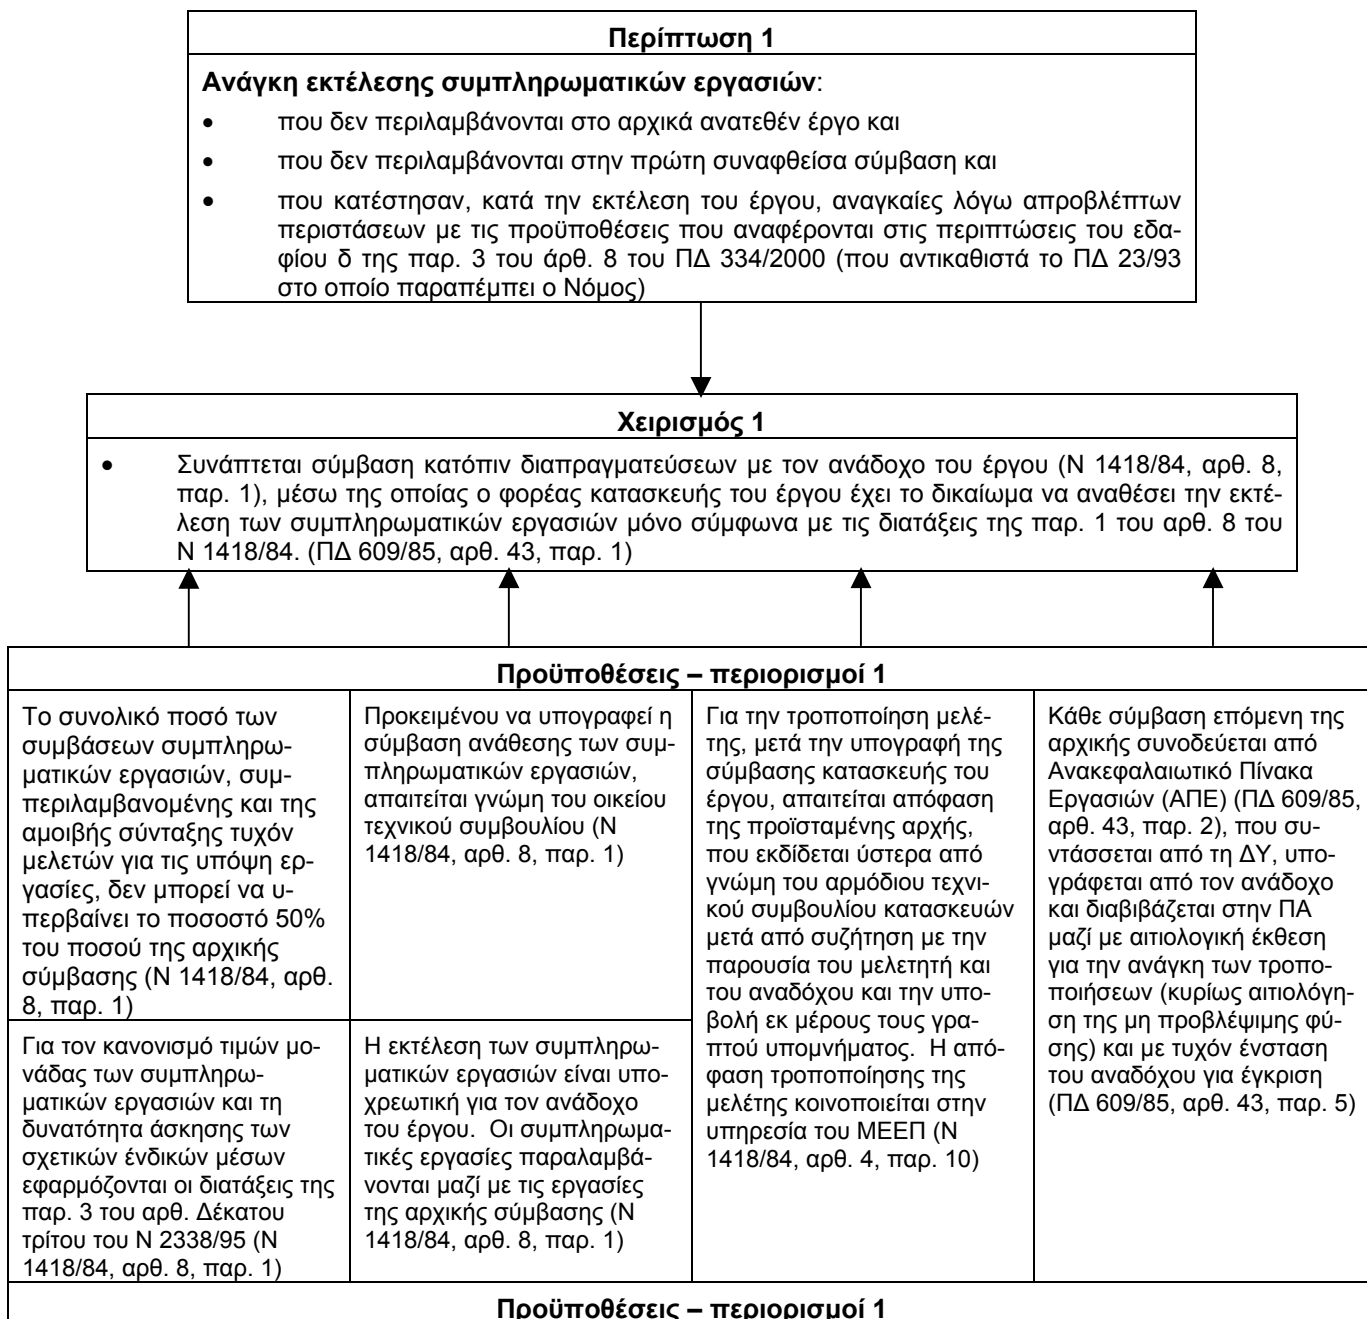 Περίπτωση 1
Ανάγκη εκτέλεσης συμπληρωματικών εργασιών:
• που δεν περιλαμβάνονται στο αρχικά ανατεθέν έργο και
• που δεν περιλαμβάνονται στην πρώτη συναφθείσα σύμβαση και
• που κατέστησαν, κατά την εκτέλεση του έργου, αναγκαίες λόγω απροβλέπτων
περιστάσεων με τις προϋποθέσεις που αναφέρονται στις περιπτώσεις του εδα-
φίου δ της παρ. 3 του άρθ. 8 του ΠΔ 334/2000 (που αντικαθιστά το ΠΔ 23/93
στο οποίο παραπέμπει ο Νόμος)
Χειρισμός 1
• Συνάπτεται σύμβαση κατόπιν διαπραγματεύσεων με τον ανάδοχο του έργου (Ν 1418/84, αρθ. 8,
παρ. 1), μέσω της οποίας ο φορέας κατασκευής του έργου έχει το δικαίωμα να αναθέσει την εκτέ-
λεση των συμπληρωματικών εργασιών μόνο σύμφωνα με τις διατάξεις της παρ. 1 του αρθ. 8 του
Ν 1418/84. (ΠΔ 609/85, αρθ. 43, παρ. 1)
Προϋποθέσεις – περιορισμοί 1
Το συνολικό ποσό των
συμβάσεων συμπληρω-
ματικών εργασιών, συμ-
περιλαμβανομένης και της
αμοιβής σύνταξης τυχόν
μελετών για τις υπόψη ερ-
γασίες, δεν μπορεί να υ-
περβαίνει το ποσοστό 50%
του ποσού της αρχικής
σύμβασης (Ν 1418/84, αρθ.
8, παρ. 1)
Προκειμένου να υπογραφεί η
σύμβαση ανάθεσης των συμ-
πληρωματικών εργασιών,
απαιτείται γνώμη του οικείου
τεχνικού συμβουλίου (Ν
1418/84, αρθ. 8, παρ. 1)
Για την τροποποίηση μελέ-
της, μετά την υπογραφή της
σύμβασης κατασκευής του
έργου, απαιτείται απόφαση
της προϊσταμένης αρχής,
που εκδίδεται ύστερα από
γνώμη του αρμόδιου τεχνι-
κού συμβουλίου κατασκευών
μετά από συζήτηση με την
παρουσία του μελετητή και
του αναδόχου και την υπο-
βολή εκ μέρους τους γρα-
πτού υπομνήματος. Η από-
φαση τροποποίησης της
μελέτης κοινοποιείται στην
υπηρεσία του ΜΕΕΠ (Ν
1418/84, αρθ. 4, παρ. 10)
Κάθε σύμβαση επόμενη της
αρχικής συνοδεύεται από
Ανακεφαλαιωτικό Πίνακα
Εργασιών (ΑΠΕ) (ΠΔ 609/85,
αρθ. 43, παρ. 2), που συ-
ντάσσεται από τη ΔΥ, υπο-
γράφεται από τον ανάδοχο
και διαβιβάζεται στην ΠΑ
μαζί με αιτιολογική έκθεση
για την ανάγκη των τροπο-
ποιήσεων (κυρίως αιτιολόγη-
ση της μη προβλέψιμης φύ-
σης) και με τυχόν ένσταση
του αναδόχου για έγκριση
(ΠΔ 609/85, αρθ. 43, παρ. 5)
Για τον κανονισμό τιμών μο-
νάδας των συμπληρω-
ματικών εργασιών και τη
δυνατότητα άσκησης των
σχετικών ένδικών μέσων
εφαρμόζονται οι διατάξεις της
παρ. 3 του αρθ. Δέκατου
τρίτου του Ν 2338/95 (Ν
1418/84, αρθ. 8, παρ. 1)
Η εκτέλεση των συμπληρω-
ματικών εργασιών είναι υπο-
χρεωτική για τον ανάδοχο
του έργου. Οι συμπληρωμα-
τικές εργασίες παραλαμβά-
νονται μαζί με τις εργασίες
της αρχικής σύμβασης (Ν
1418/84, αρθ. 8, παρ. 1)
Προϋποθέσεις – περιορισμοί 1